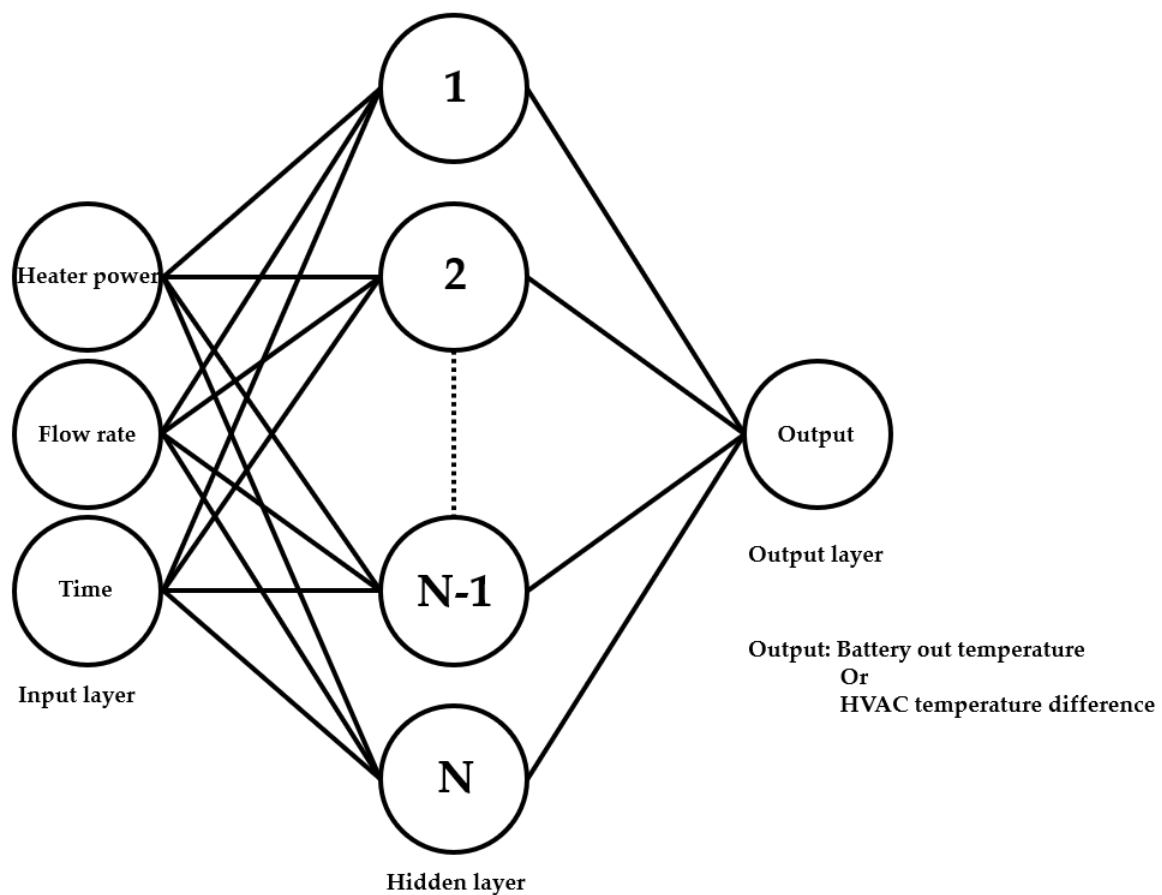 1
Heater power
2
Flow rate
Output
Time
N-1
Output layer
Input layer
Output: Battery out temperature
Or
HVAC temperature difference
N
Hidden layer